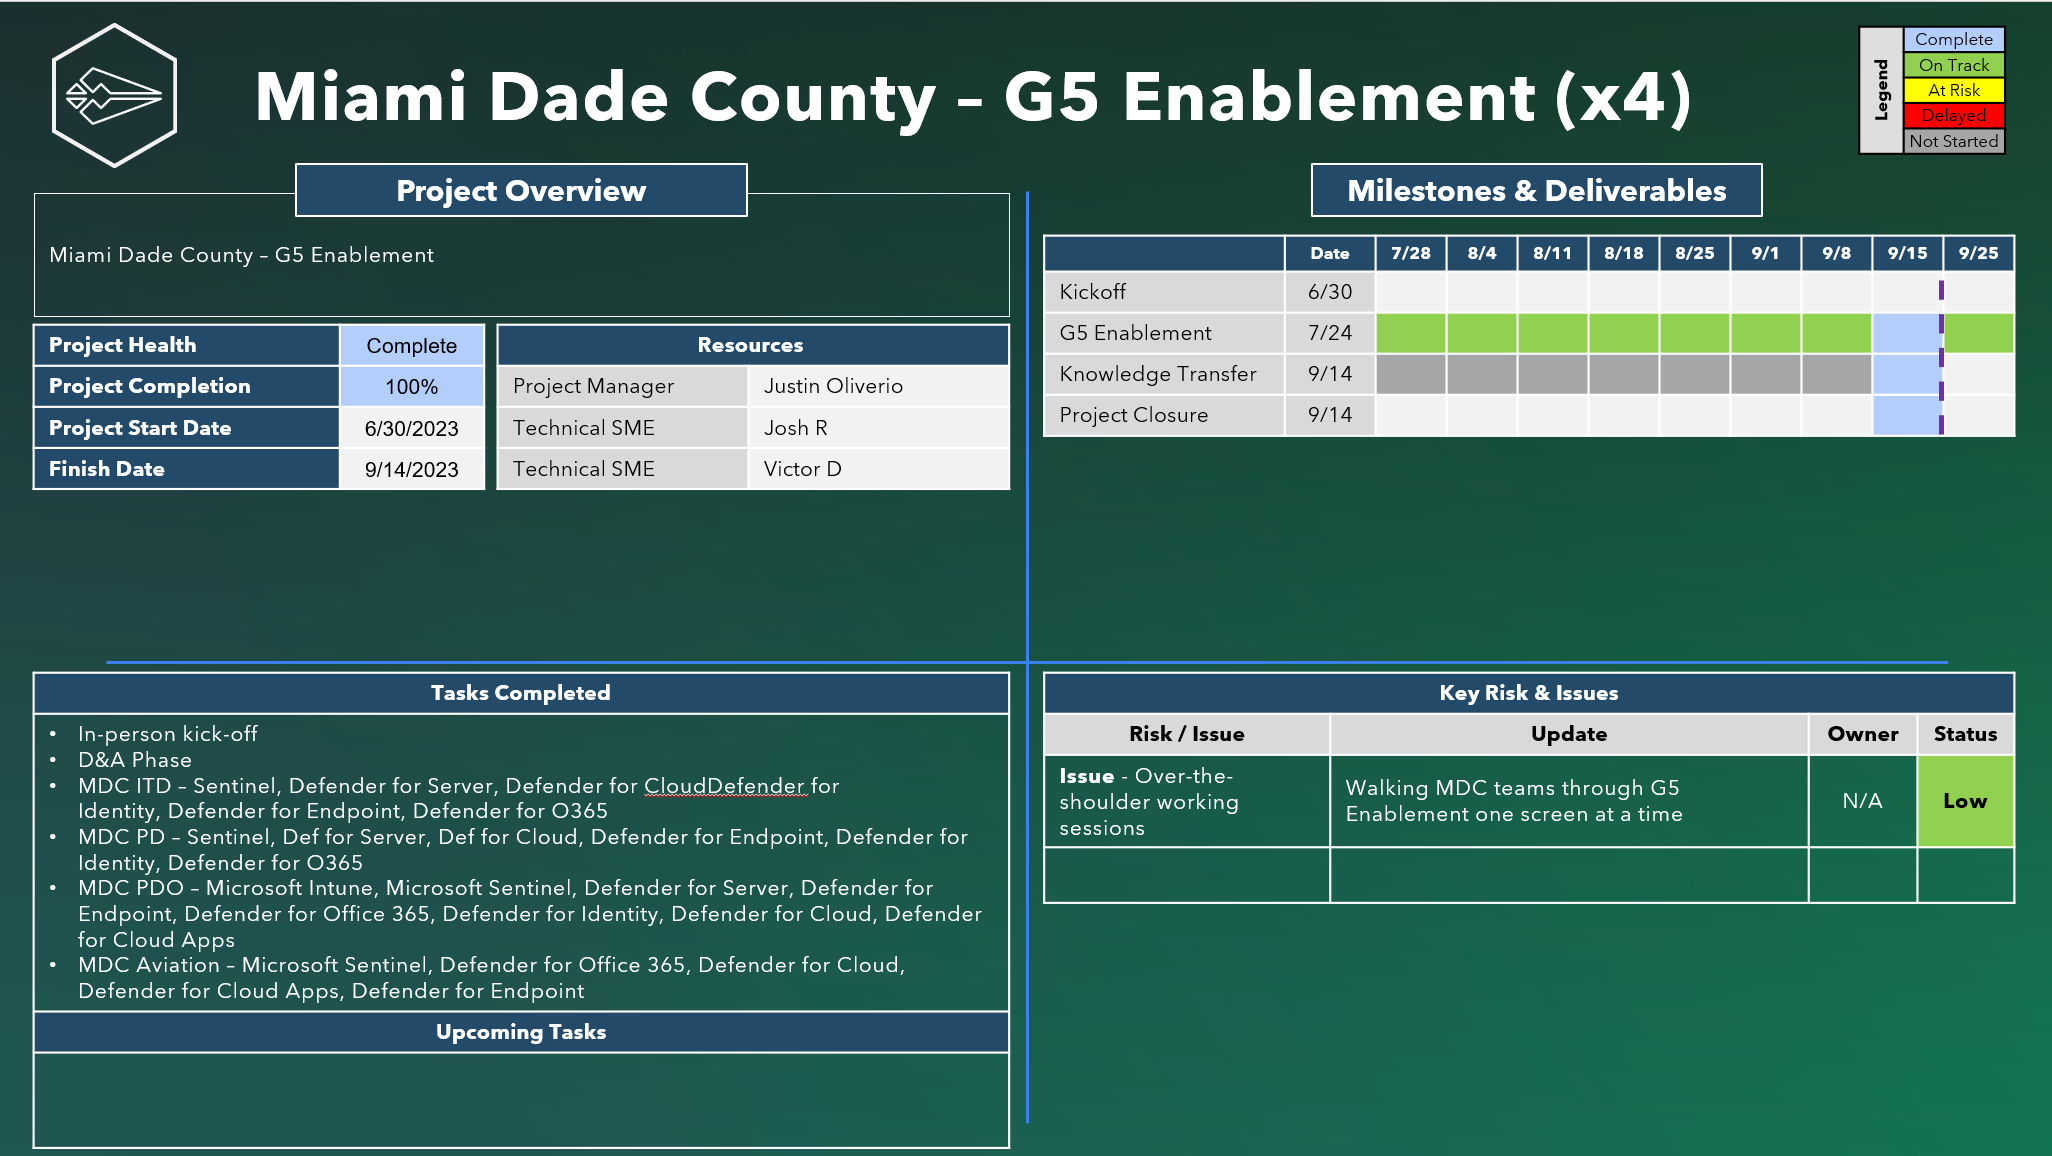 Miami Dade County – G5 Enablement (x4)
Legend
Complete
On Track
At Risk
Delayed
Not Started
Project Overview
Miami Dade County – G5 Enablement
Project Health Complete
Project Completion 100%
Project Start Date 6/30/2023
Finish Date 9/14/2023
Resources
Project Manager Justin Oliverio
Technical SME Josh R
Technical SME Victor D
Milestones & Deliverables
Date 7/28 8/4 8/11 8/18 8/25 9/1 9/8 9/15 9/25
Kickoff 6/30
G5 Enablement 7/24
Knowledge Transfer 9/14
Project Closure 9/14
Tasks Completed
• In-person kick-off
• D&A Phase
• MDC ITD – Sentinel, Defender for Server, Defender for CloudDefender for
Identity, Defender for Endpoint, Defender for O365
• MDC PD – Sentinel, Def for Server, Def for Cloud, Defender for Endpoint, Defender for
Identity, Defender for O365
• MDC PDO – Microsoft Intune, Microsoft Sentinel, Defender for Server, Defender for
Endpoint, Defender for Office 365, Defender for Identity, Defender for Cloud, Defender
for Cloud Apps
• MDC Aviation – Microsoft Sentinel, Defender for Office 365, Defender for Cloud,
Defender for Cloud Apps, Defender for Endpoint
Upcoming Tasks
Key Risk & Issues
Risk / Issue Update Owner Status
Issue - Over-the-
shoulder working
sessions
Walking MDC teams through G5
Enablement one screen at a time
N/A
Low